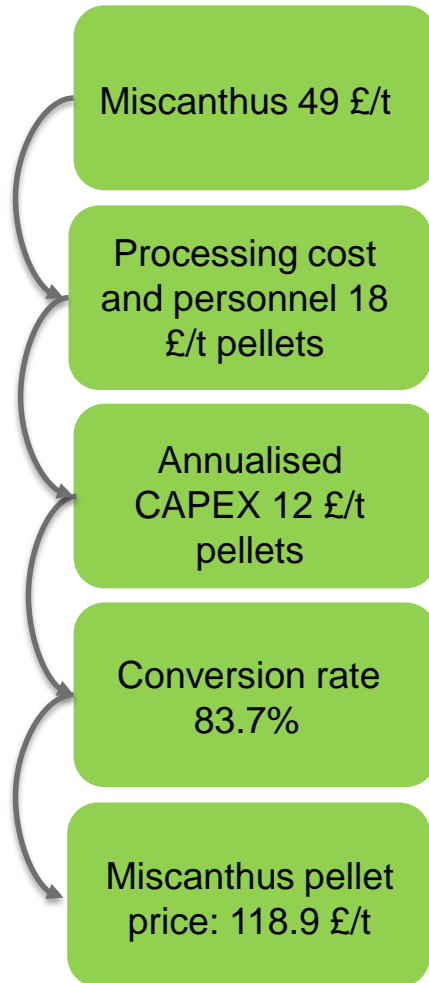 Miscanthus 49 £/t
Processing cost
and personnel 18
£/t pellets
Annualised
CAPEX 12 £/t
pellets
Conversion rate
83.7%
Miscanthus pellet
price: 118.9 £/t